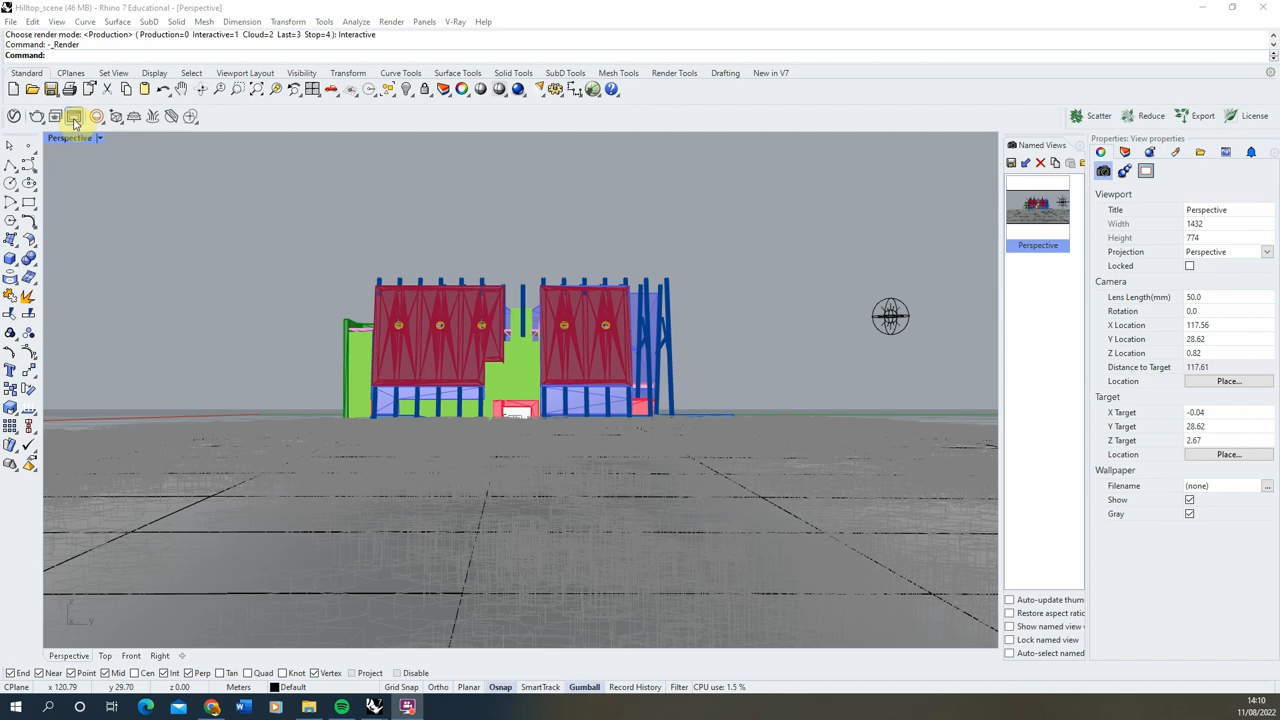 Hilltop_scene (46 MB) - Rhino 7 Educational - [Perspective]
File Edit View Curve Surface SubD Solid Mesh Dimension Transform Tools Analyze Render Panels V-Ray Help
Choose render mode: <Production> ( Production=0 Interactive=1 Cloud=2 Last=3 Stop=4 ): Interactive
Command: -_Render
Command:
Standard CPlanes Set View Display Select Viewport Layout Visibility Transform Curve Tools Surface Tools Solid Tools SubD Tools Mesh Tools Render Tools Drafting New in V7
Scatter Reduce Export License
Perspective
Named Views
Properties: View properties
Perspective
Viewport
Title Perspective
Width 1432
Height 774
Projection Perspective
Locked
Camera
Lens Length(mm) 50.0
Rotation 0.0
X Location 117.56
Y Location 28.62
Z Location 0.82
Distance to Target 117.61
Location Place...
Target
X Target -0.04
Y Target 28.62
Z Target 2.67
Location Place...
Wallpaper
Filename (none) ...
Show
Gray
Auto-update thum
Restore aspect ratic
Show named view
Lock named view
Auto-select named
z
x y
Perspective Top Front Right
End Near Point Mid Cen Int Perp Tan Quad Knot Vertex Project Disable
CPlane x 120.79 y 29.70 z 0.00 Meters Default Grid Snap Ortho Planar Osnap SmartTrack Gumball Record History Filter CPU use: 1.5 %
14:10
11/08/2022